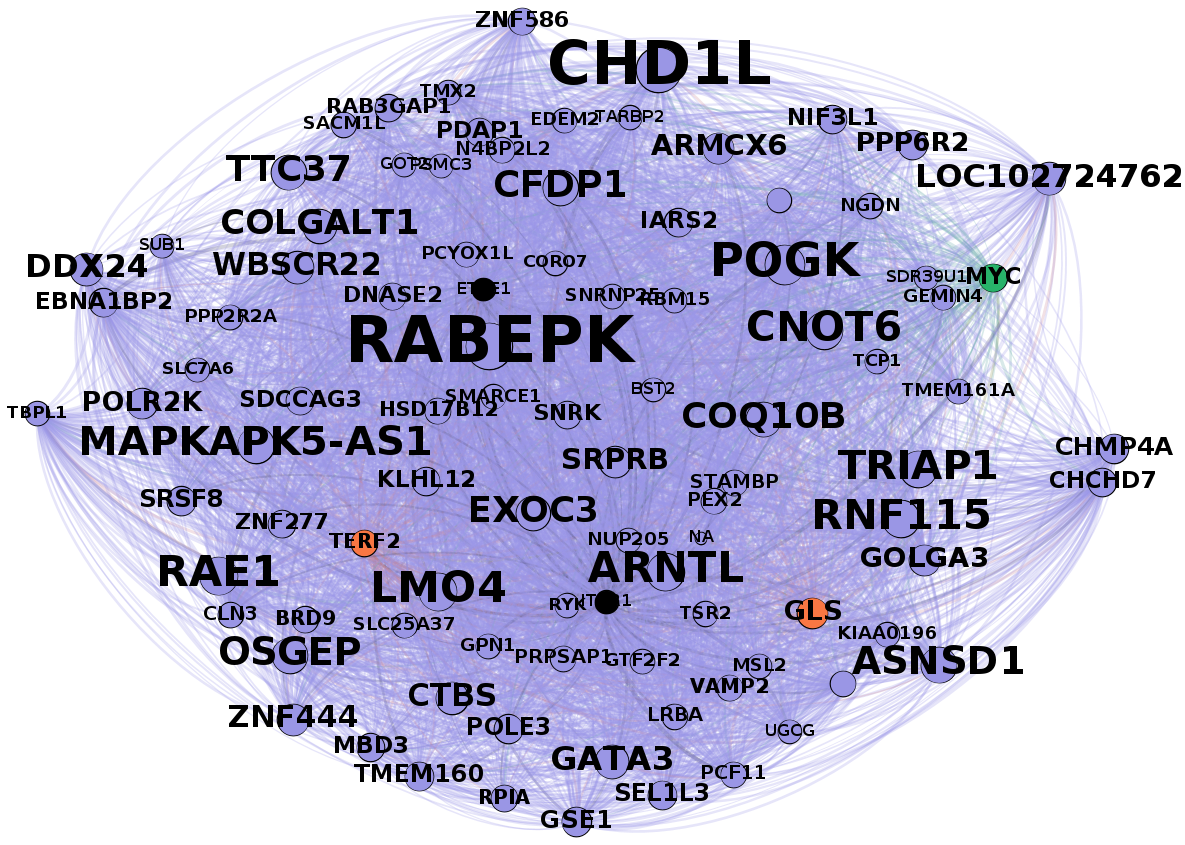 ZNF586
CHD1L
TMX2
RAB3GAP1
SACM1L
EDEM2
TARBP2
NIF3L1
PDAP1
N4BP2L2
ARMCX6
PPP6R2
TTC37
GOT2
PSMC3
CFDP1
LOC102724762
NGDN
COLGALT1
IARS2
SUB1
DDX24
WBSCR22
PCYOX1L
CORO7
POGK
SDR39U1
MYC
EBNA1BP2
DNASE2
SNRNP25
RBM15
GEMIN4
PPP2R2A
RABEPK
CNOT6
SLC7A6
TCP1
TBPL1
POLR2K
SDCCAG3
HSD17B12
SMARCE1
SNRK
BST2
COQ10B
TMEM161A
MAPKAPK5-AS1
CHMP4A
SRPRB
TRIAP1
KLHL12
STAMBP
CHCHD7
SRSF8
PEX2
EXOC3
RNF115
ZNF277
TERF2
NUP205
NA
GOLGA3
RAE1
LMO4
ARNTL
CLN3
BRD9
SLC25A37
RYK
TSR2
GLS
KIAA0196
OSGEP
GPN1
PRPSAP1
GTF2F2
MSL2
VAMP2
ASNSD1
CTBS
ZNF444
POLE3
LRBA
UGCG
MBD3
TMEM160
GATA3
PCF11
RPIA
SEL1L3
GSE1